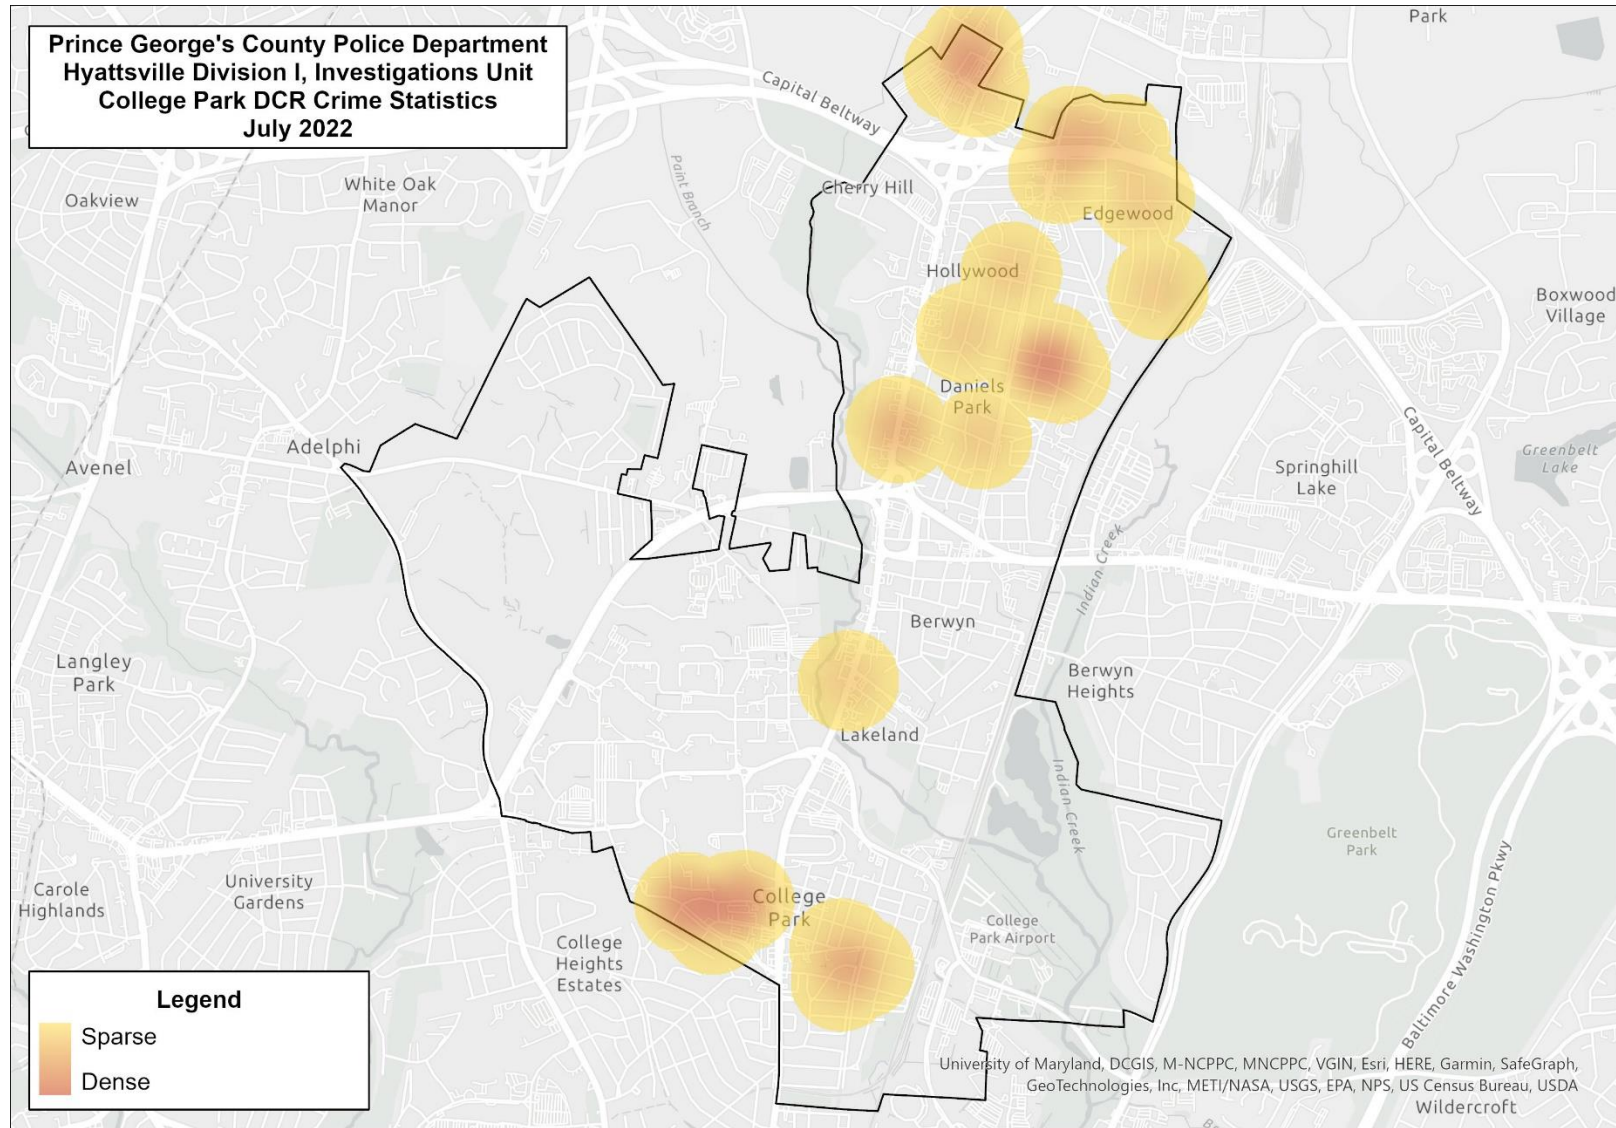 Prince George's County Police Department
Hyattsville Division I, Investigations Unit
College Park DCR Crime Statistics
July 2022
Park
Capital Beltway
Paint Branch
White Oak
Manor
Oakview
Cherry Hill
Edgewood
Hollywood
Boxwood
Village
Daniels
Park
Adelphi
Avenel
Capital Beltway
Springhill
Lake
Greenbelt
Lake
Indian Creek
Berwyn
Langley
Park
Berwyn
Heights
Lakeland
Indian Creek
Greenbelt
Park
Baltimore Washington Pkwy
Carole
Highlands
University
Gardens
College
Park
College
Park Airport
College
Heights
Estates
Legend
Sparse
Dense
University of Maryland, DCGIS, M-NCPPC, MNCPPC, VGIN, Esri, HERE, Garmin, SafeGraph,
GeoTechnologies, Inc, METI/NASA, USGS, EPA, NPS, US Census Bureau, USDA
Wildercroft